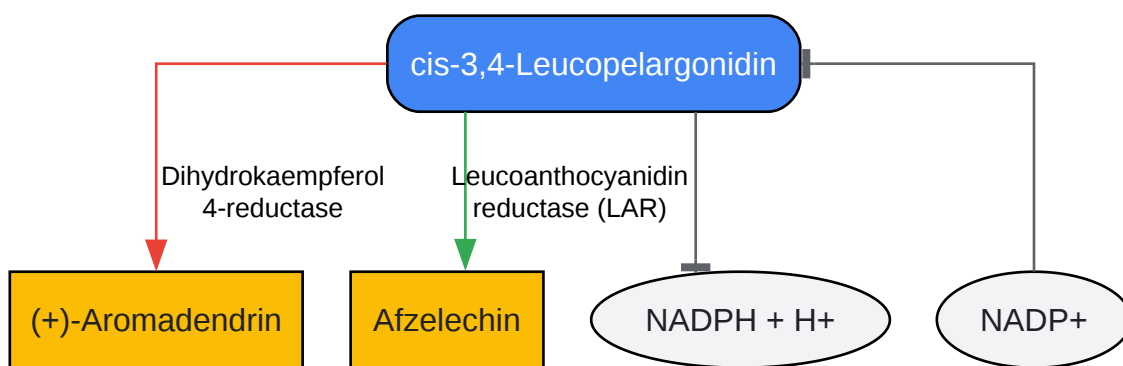 cis-3,4-Leucopelargonidin
Dihydrokaempferol
4-reductase
Leucoanthocyanidin
reductase (LAR)
(+)-Aromadendrin
Afzelechin
NADPH + H+
NADP+